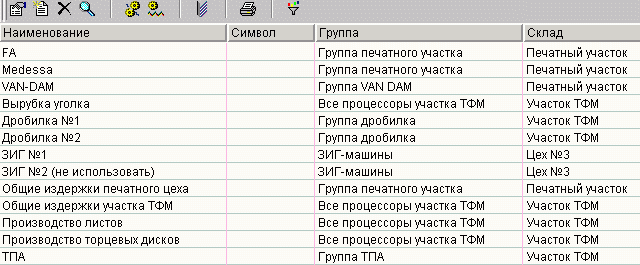 Наименование Символ Группа Склад
FA Группа печатного участка Печатный участок
Medessa Группа печатного участка Печатный участок
VAN-DAM Группа VAN DAM Печатный участок
Вырубка уголка Все процессоры участка ТФМ Участок ТФМ
Дробилка №1 Группа дробилка Участок ТФМ
Дробилка №2 Группа дробилка Участок ТФМ
ЗИГ №1 ЗИГ-машины Цех №3
ЗИГ №2 (не использовать) ЗИГ-машины Цех №3
Общие издержки печатного цеха Группа печатного участка Печатный участок
Общие издержки участка ТФМ Все процессоры участка ТФМ Участок ТФМ
Производство листов Все процессоры участка ТФМ Участок ТФМ
Производство торцевых дисков Все процессоры участка ТФМ Участок ТФМ
ТПА Группа ТПА Участок ТФМ